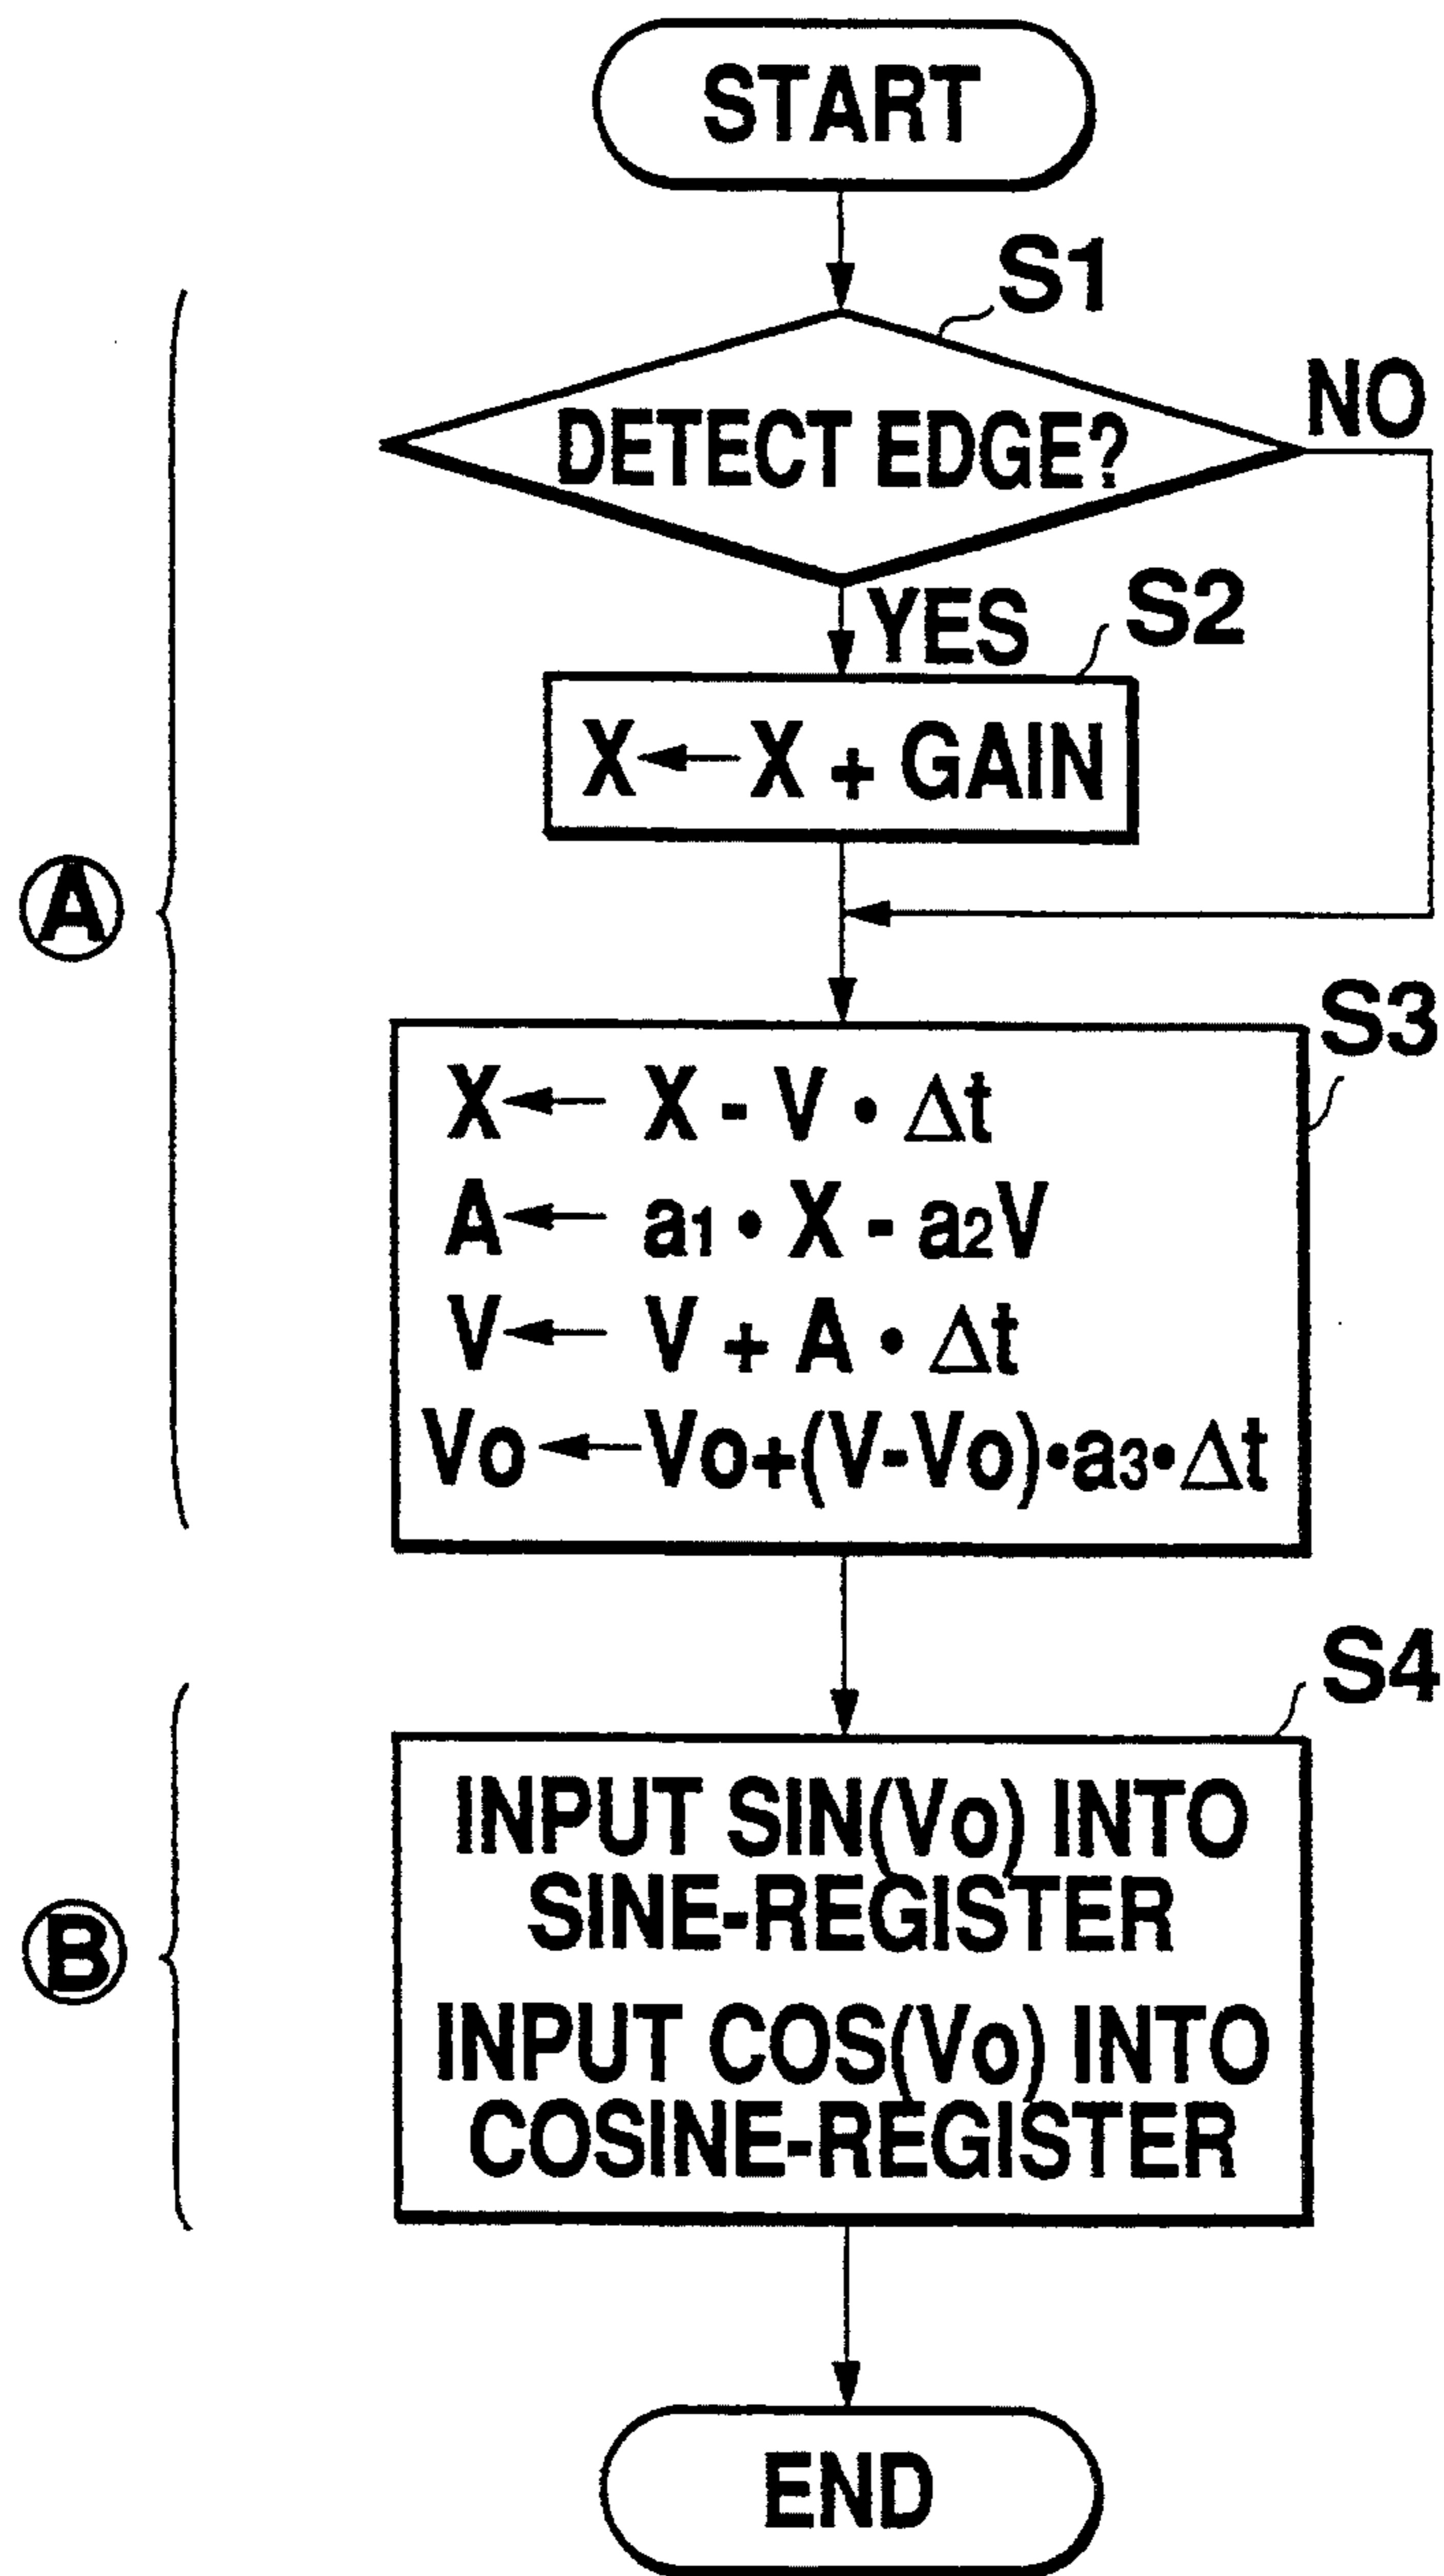 START
S1
DETECT EDGE?
NO
YES
S2
X ← X + GAIN
A
S3
X ← X - V • Δt
A ← a₁ • X - a₂V
V ← V + A • Δt
Vo ← Vo+(V-Vo)•a₃•Δt
S4
INPUT SIN(Vo) INTO
SINE-REGISTER
B
INPUT COS(Vo) INTO
COSINE-REGISTER
END